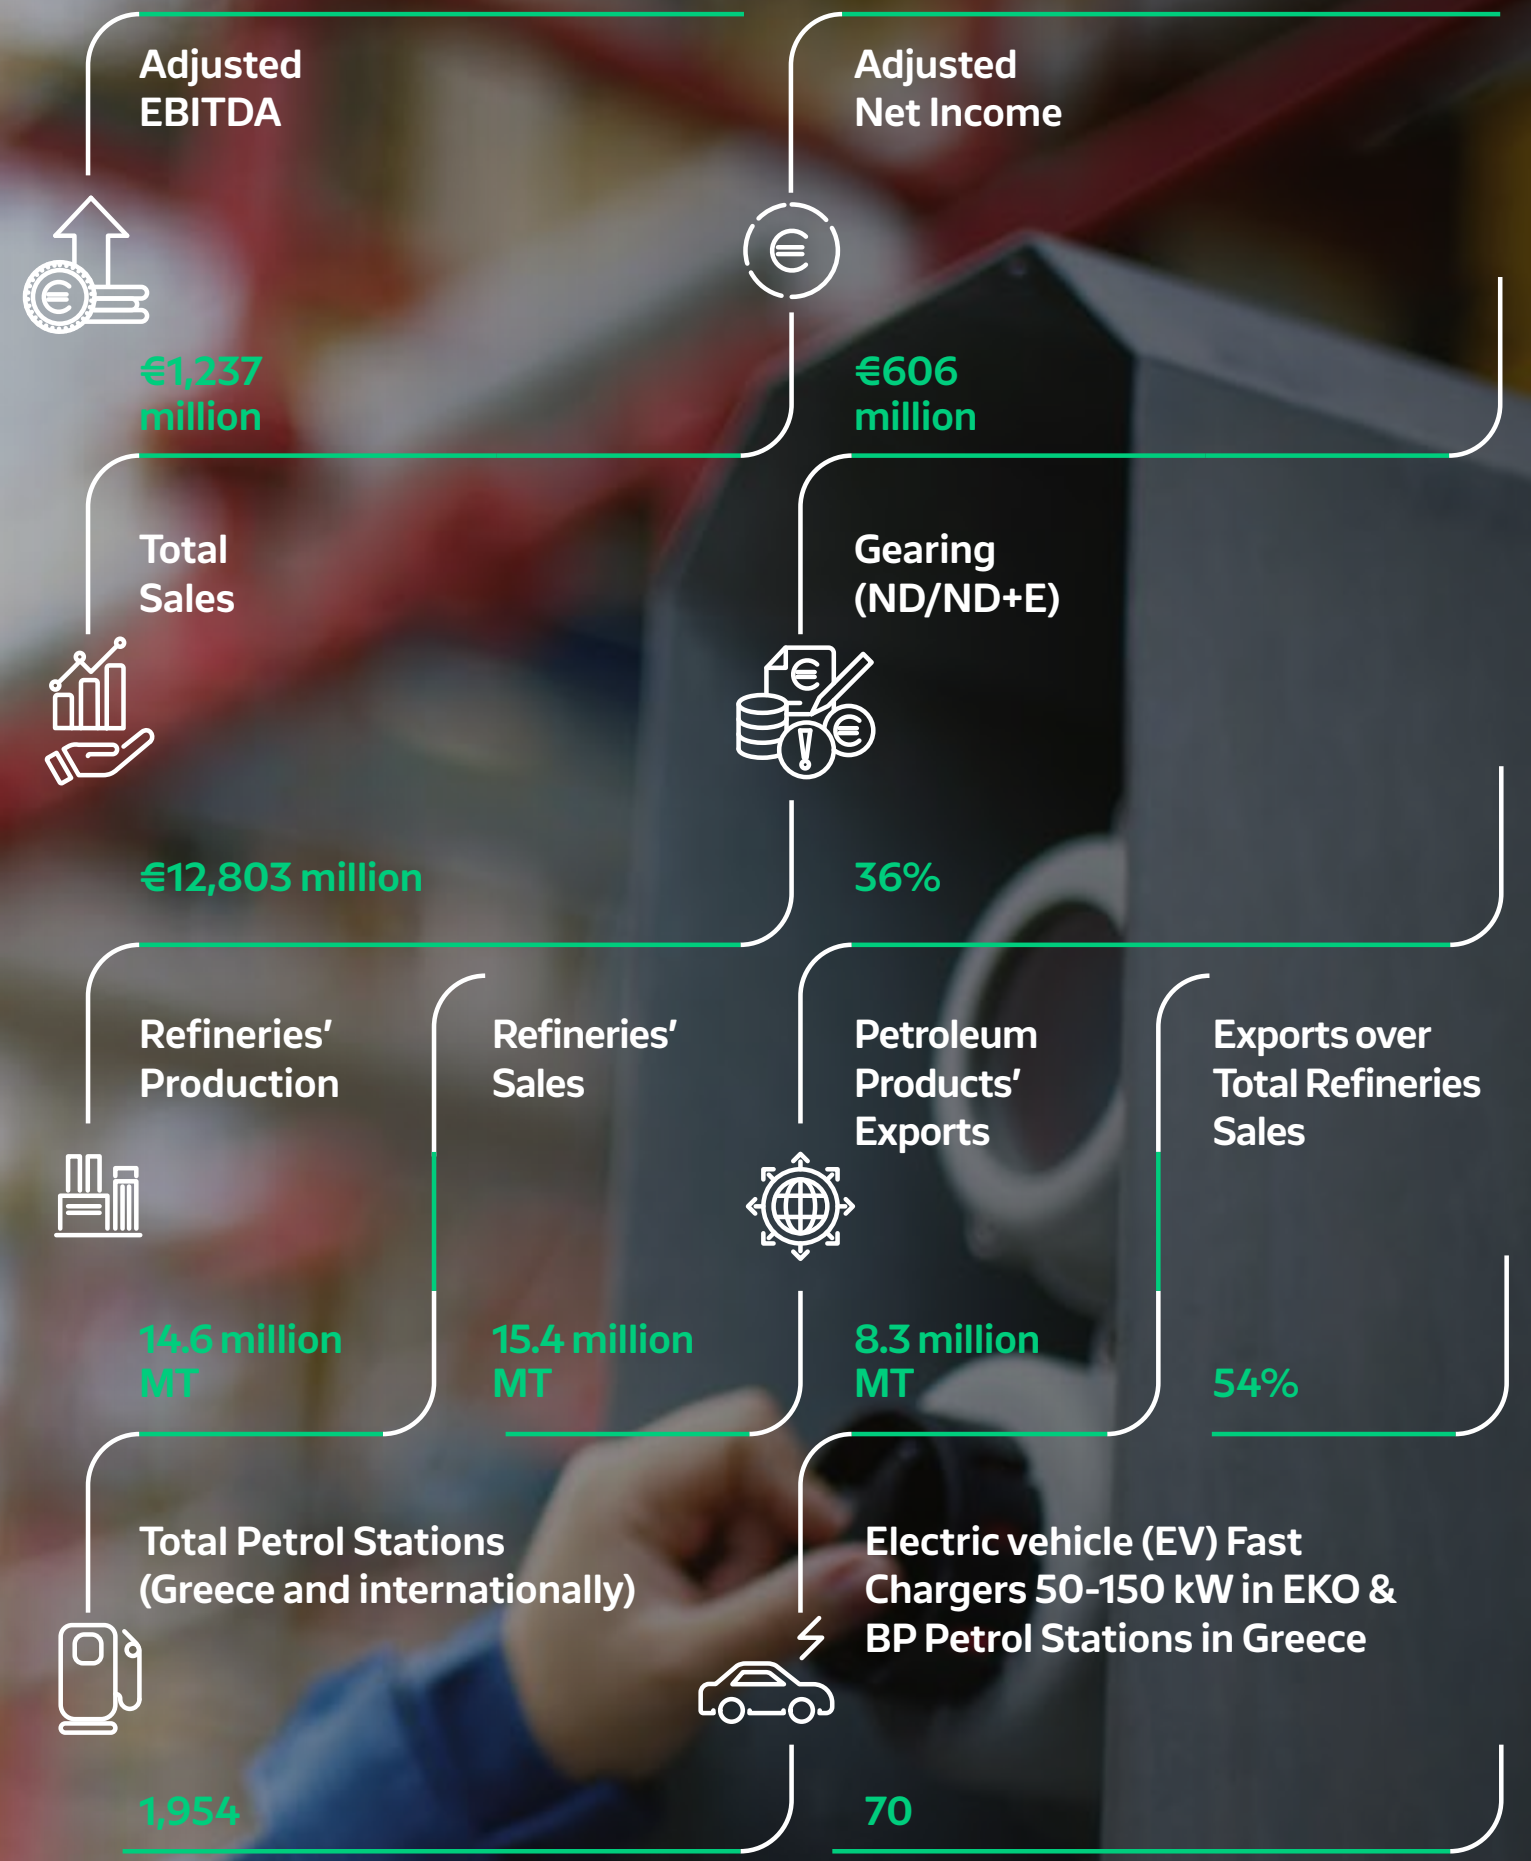 Adjusted
EBITDA
€1,237
million
Adjusted
Net Income
€606
million
Total
Sales
€12,803 million
Gearing
(ND/ND+E)
36%
Refineries’
Production
14.6 million
MT
Refineries’
Sales
15.4 million
MT
Petroleum
Products’
Exports
8.3 million
MT
Exports over
Total Refineries
Sales
54%
Total Petrol Stations
(Greece and internationally)
1,954
Electric vehicle (EV) Fast
Chargers 50-150 kW in EKO &
BP Petrol Stations in Greece
70